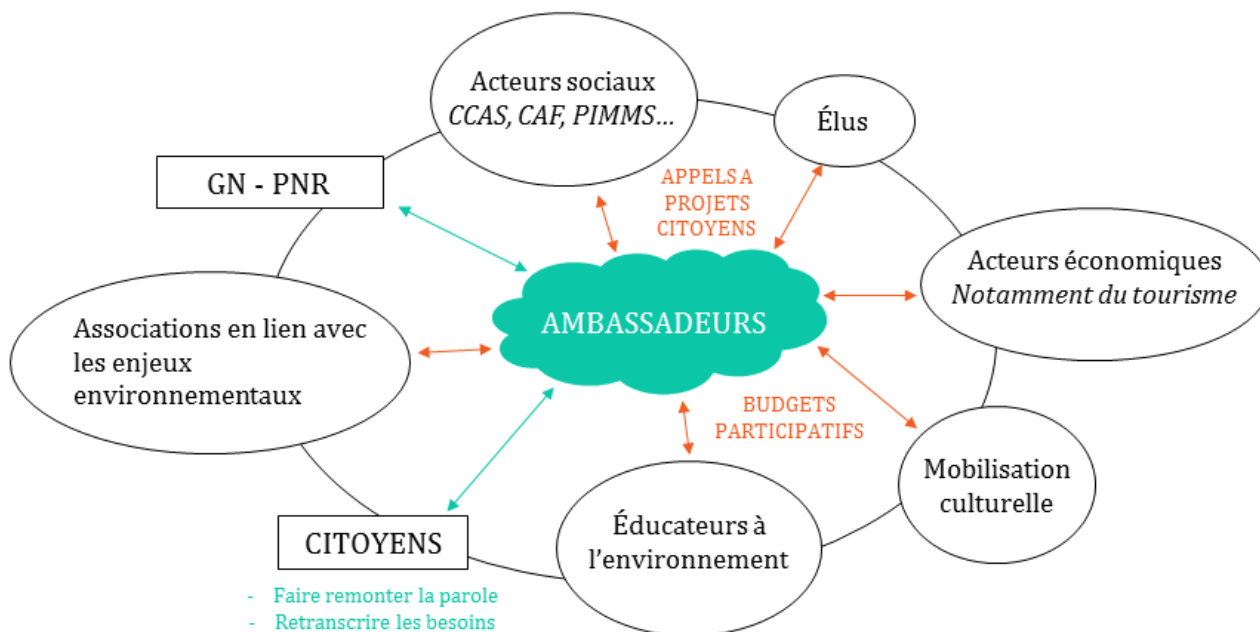 Acteurs sociaux
CCAS, CAF, PIMMS...
Élus
GN - PNR
APPELS A
PROJETS
CITOYENS
Acteurs économiques
Notamment du tourisme
Associations en lien avec
les enjeux
environnementaux
AMBASSADEURS
BUDGETS
PARTICIPATIFS
Mobilisation
culturelle
Éducateurs à
l’environnement
CITOYENS
- Faire remonter la parole
- Retranscrire les besoins